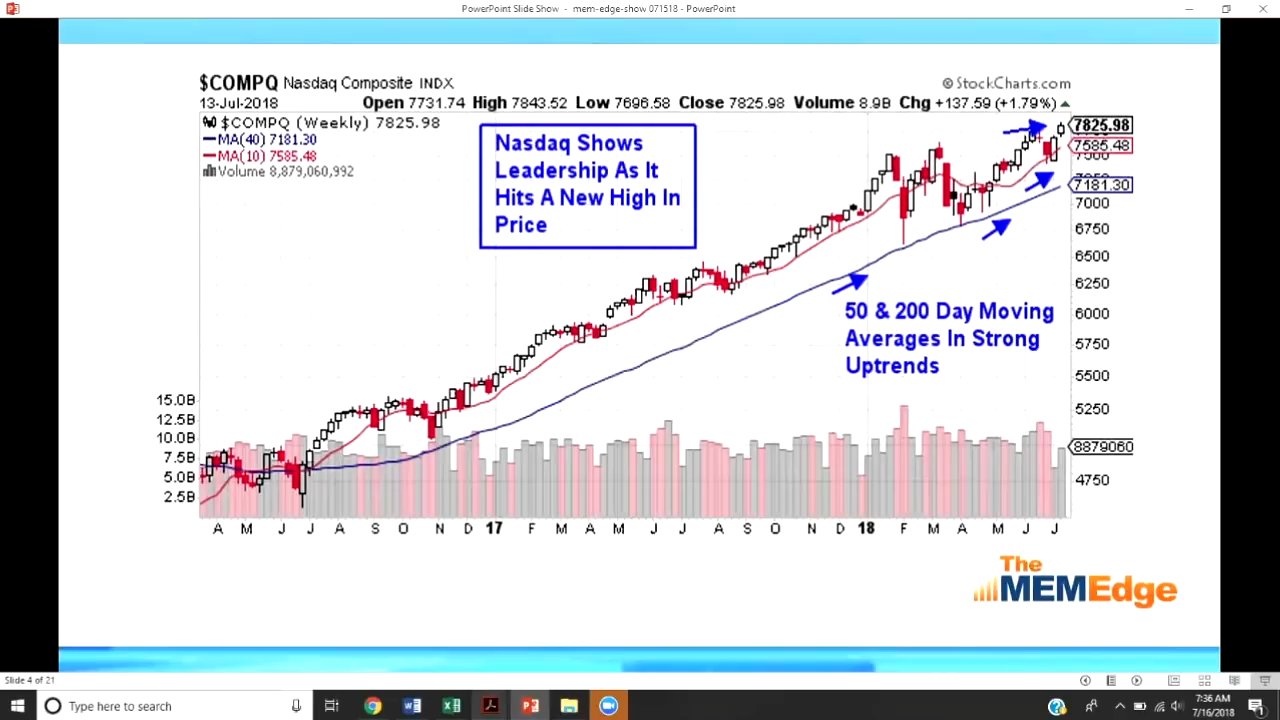 PowerPoint Slide Show - mem-edge-show 071518 - PowerPoint
$COMPQ Nasdaq Composite INDX
© StockCharts.com
13-Jul-2018 Open 7731.74 High 7843.52 Low 7696.58 Close 7825.98 Volume 8.9B Chg +137.59 (+1.79%)
$COMPQ (Weekly) 7825.98
MA(40) 7181.30
MA(10) 7585.48
Volume 8,879,060,992
Nasdaq Shows
Leadership As It
Hits A New High In
Price
7825.98
7585.48
7500
7181.30
7000
6750
6500
6250
6000
5750
5500
5250
8879060
4750
50 & 200 Day Moving
Averages In Strong
Uptrends
15.0B
12.5B
10.0B
7.5B
5.0B
2.5B
A M J J A S O N D 17 F M A M J J A S O N D 18 F M A M J J
The
MEMEdge
Slide 4 of 21
Type here to search
7:36 AM
7/16/2018